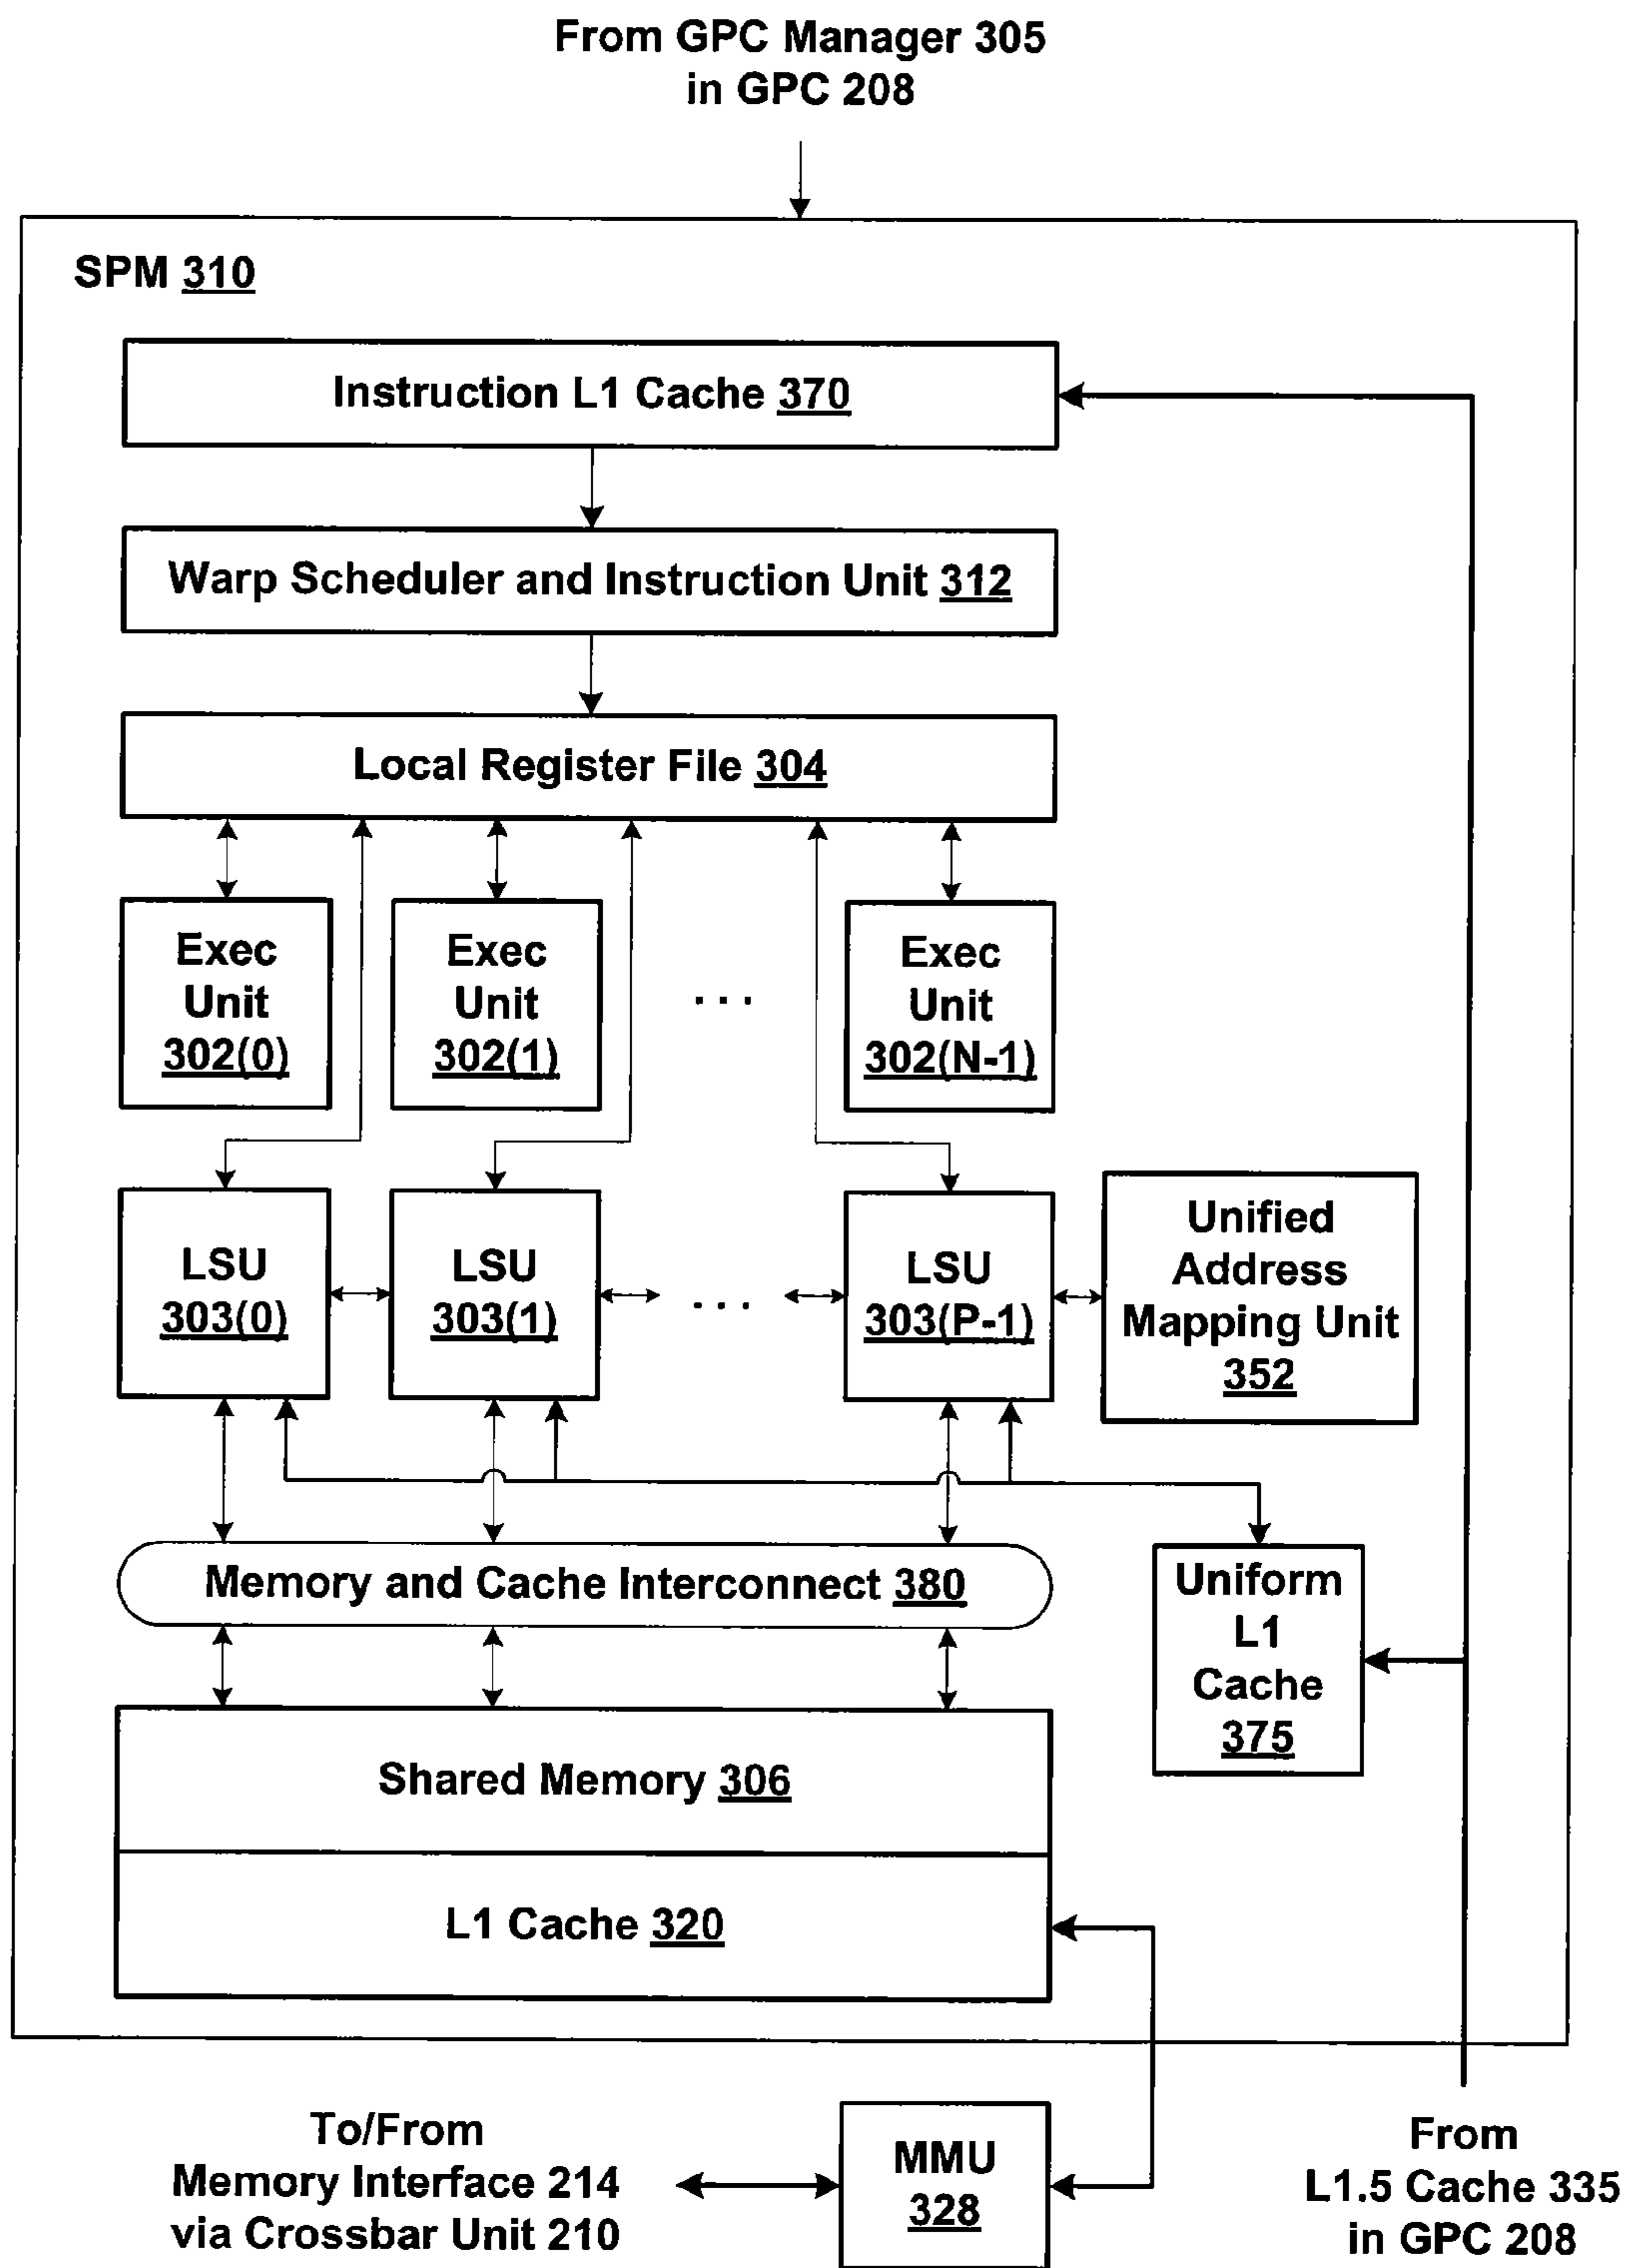 From GPC Manager 305
in GPC 208
SPM 310
Instruction L1 Cache 370
Warp Scheduler and Instruction Unit 312
Local Register File 304
Exec
Unit
302(0)
Exec
Unit
302(1)
. . .
Exec
Unit
302(N-1)
LSU
303(0)
LSU
303(1)
. . .
LSU
303(P-1)
Unified
Address
Mapping Unit
352
Memory and Cache Interconnect 380
Uniform
L1
Cache
375
Shared Memory 306
L1 Cache 320
To/From
Memory Interface 214
via Crossbar Unit 210
MMU
328
From
L1.5 Cache 335
in GPC 208